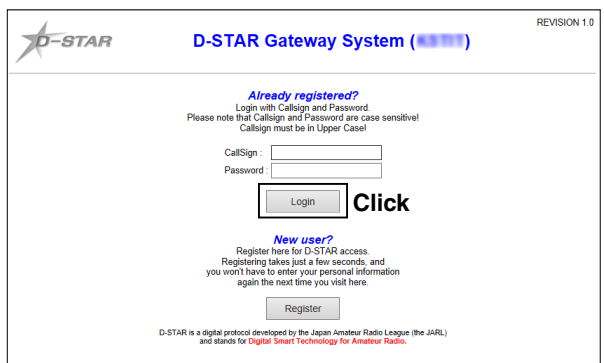 REVISION 1.0
D-STAR
D-STAR Gateway System ( )
Already registered?
Login with Callsign and Password.
Please note that Callsign and Password are case sensitive!
Callsign must be in Upper Case!
CallSign :
Password :
Login
Click
New user?
Register here for D-STAR access.
Registering takes just a few seconds, and
you won't have to enter your personal information
again the next time you visit here.
Register
D-STAR is a digital protocol developed by the Japan Amateur Radio League (the JARL)
and stands for Digital Smart Technology for Amateur Radio.